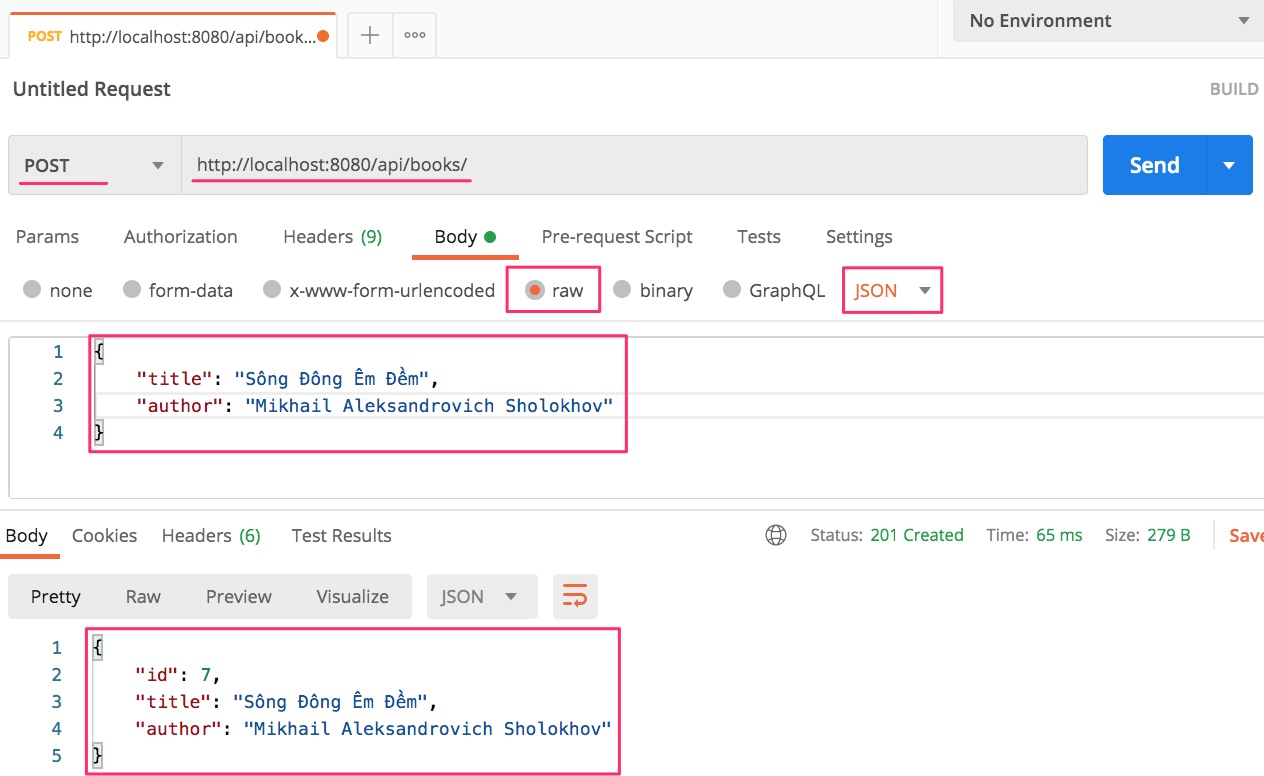 POST http://localhost:8080/api/book...
No Environment
Untitled Request
BUILD
POST
http://localhost:8080/api/books/
Send
Params Authorization Headers (9) Body Pre-request Script Tests Settings
none form-data x-www-form-urlencoded raw binary GraphQL JSON
1 {
2 "title": "Sông Đông Êm Đềm",
3 "author": "Mikhail Aleksandrovich Sholokhov"
4 }
Body Cookies Headers (6) Test Results Status: 201 Created Time: 65 ms Size: 279 B Save
Pretty Raw Preview Visualize JSON
1 {
2 "id": 7,
3 "title": "Sông Đông Êm Đềm",
4 "author": "Mikhail Aleksandrovich Sholokhov"
5 }